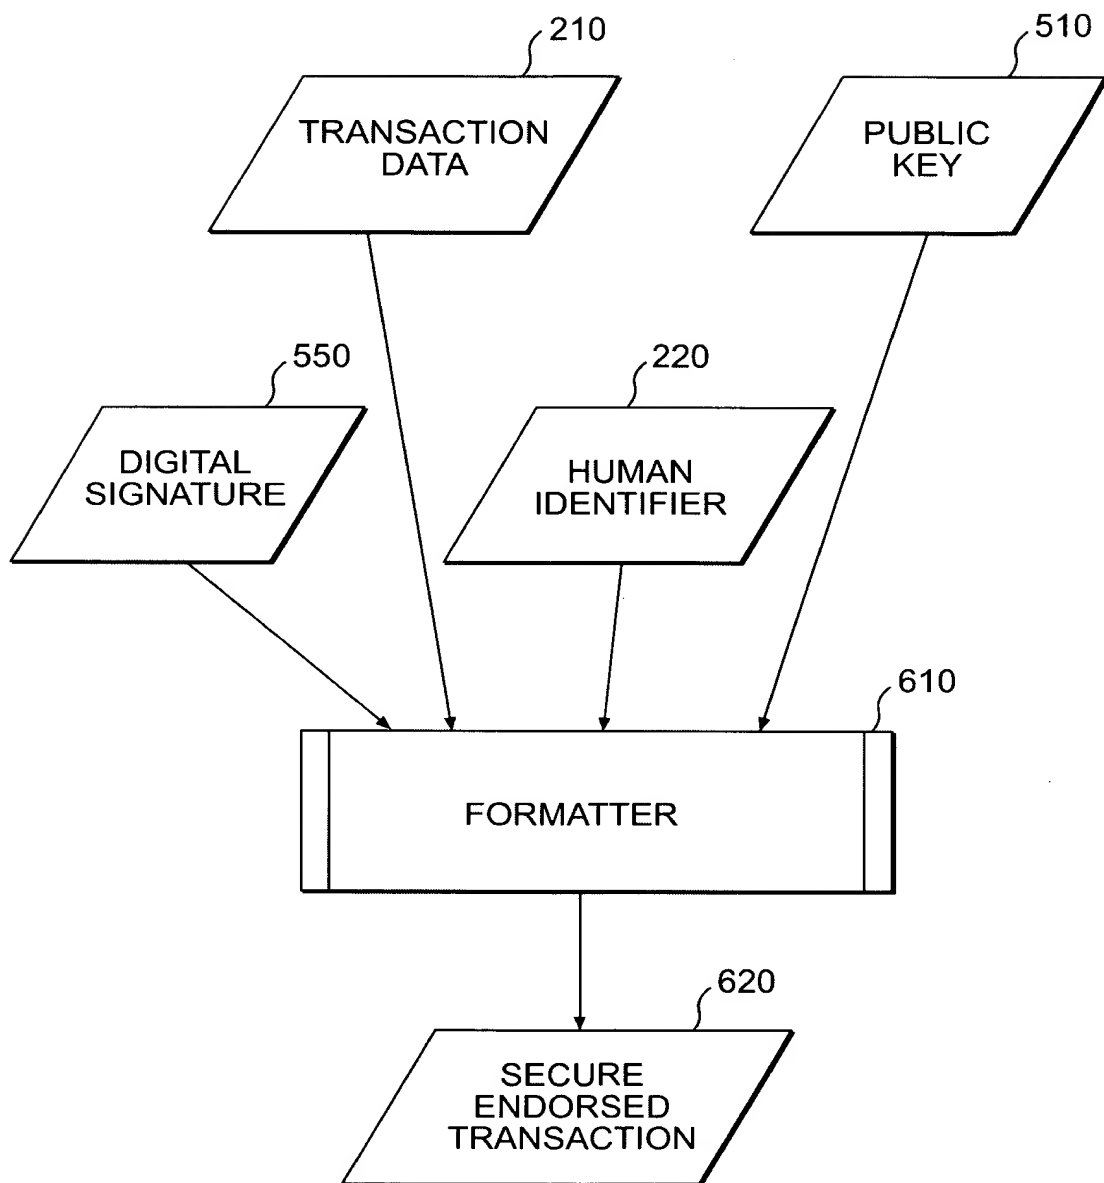 210
510
TRANSACTION
DATA
PUBLIC
KEY
550
220
DIGITAL
SIGNATURE
HUMAN
IDENTIFIER
610
FORMATTER
620
SECURE
ENDORSED
TRANSACTION